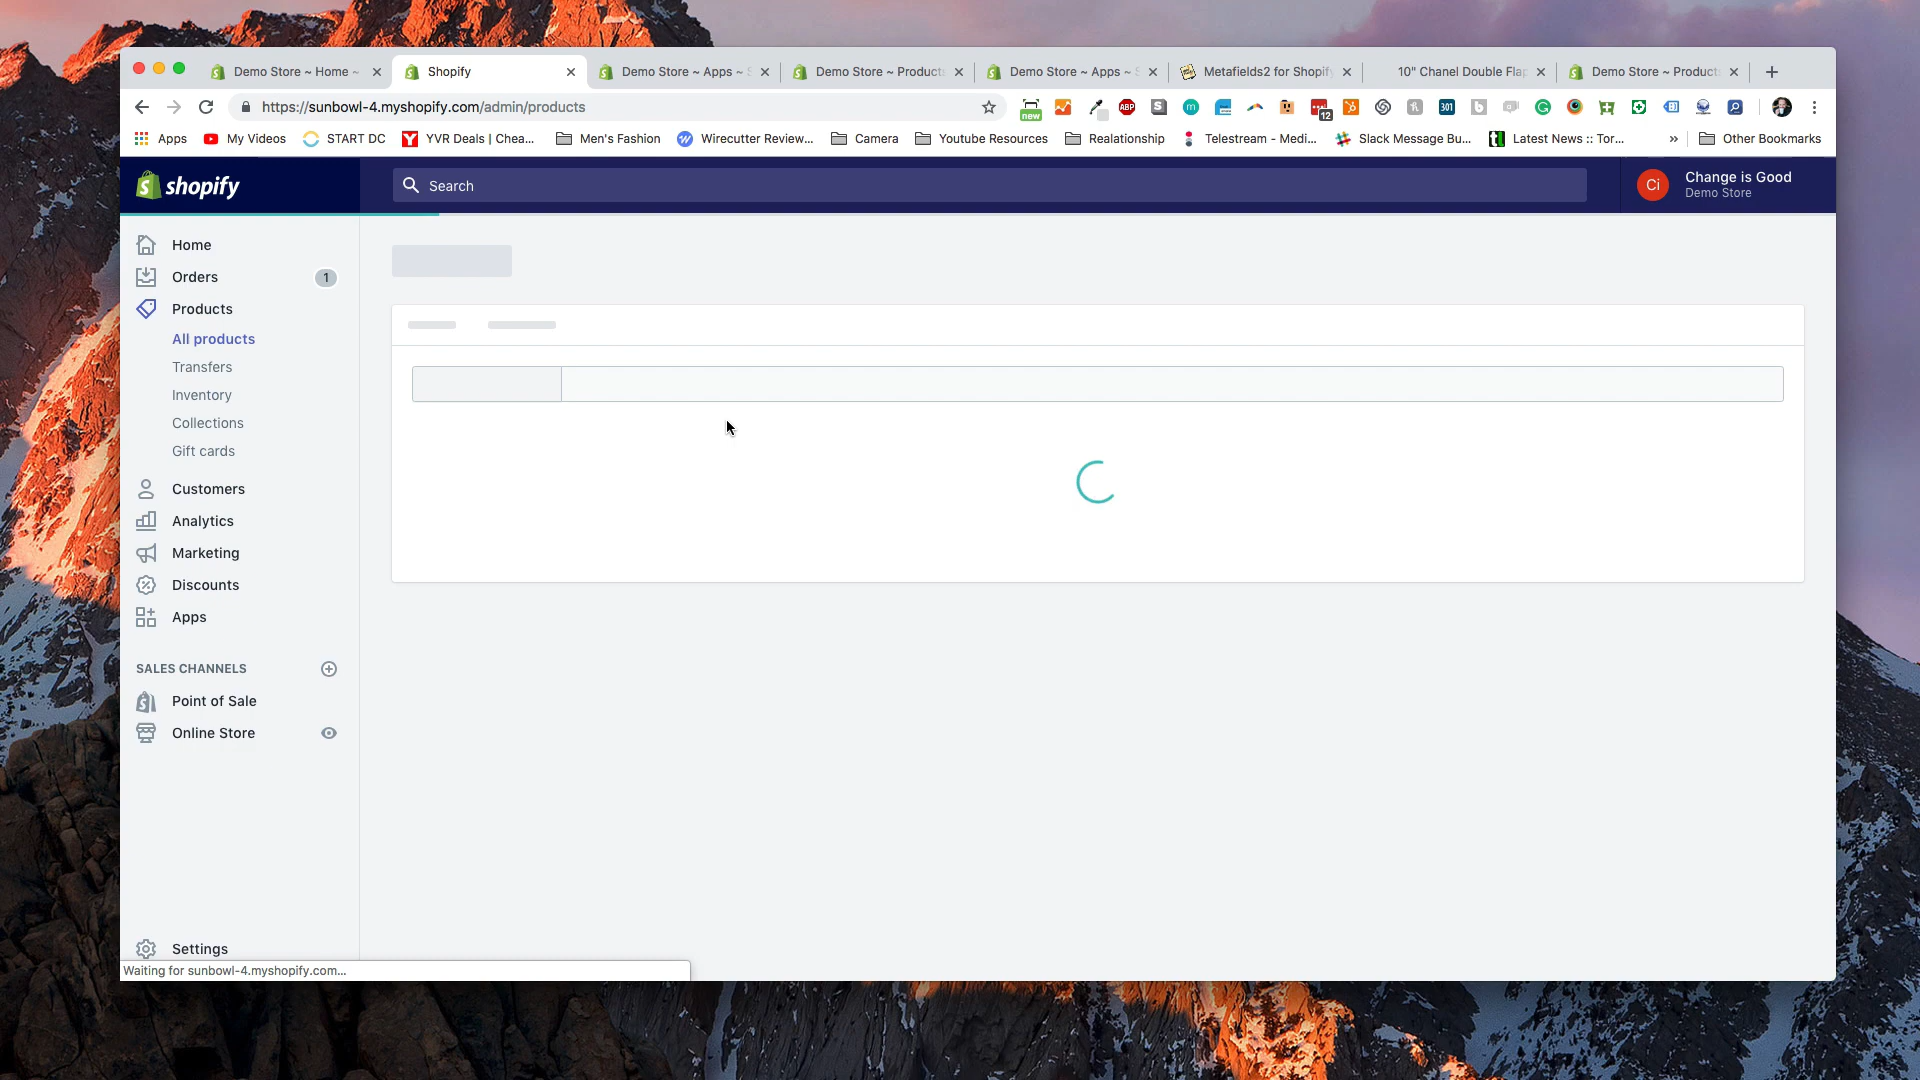 Demo Store ~ Home ~
Shopify
Demo Store ~ Apps ~ S
Demo Store ~ Products
Demo Store ~ Apps ~ S
Metafields2 for Shopify
10" Chanel Double Flap
Demo Store ~ Products
https://sunbowl-4.myshopify.com/admin/products
new
ABP
S
m
12
301
b
Apps
My Videos
START DC
YVR Deals | Chea...
Men's Fashion
Wirecutter Review...
Camera
Youtube Resources
Realationship
Telestream - Medi...
Slack Message Bu...
Latest News :: Tor...
»
Other Bookmarks
shopify
Search
Ci
Change is Good
Demo Store
Home
Orders
1
Products
All products
Transfers
Inventory
Collections
Gift cards
Customers
Analytics
Marketing
Discounts
Apps
SALES CHANNELS
Point of Sale
Online Store
Settings
Waiting for sunbowl-4.myshopify.com...